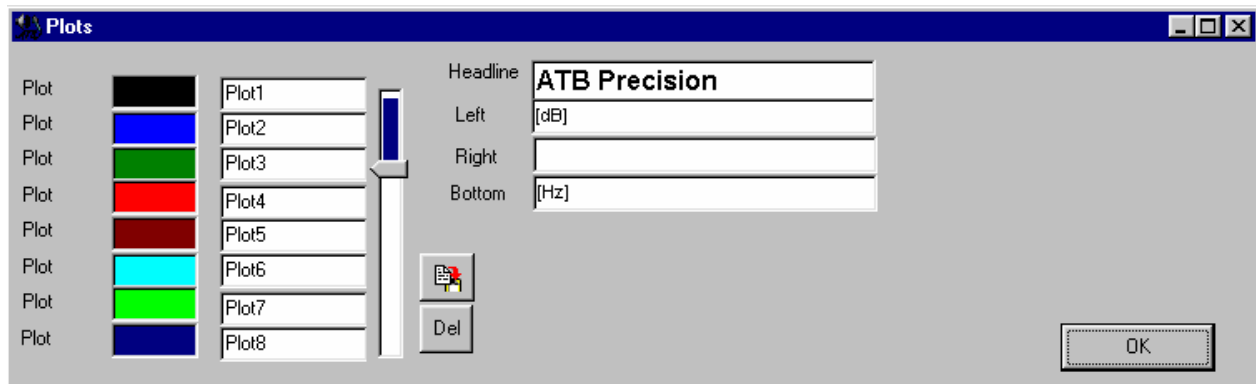 Plots
Plot Plot1
Plot Plot2
Plot Plot3
Plot Plot4
Plot Plot5
Plot Plot6
Plot Plot7
Plot Plot8
Headline ATB Precision
Left [dB]
Right
Bottom [Hz]
Del
OK